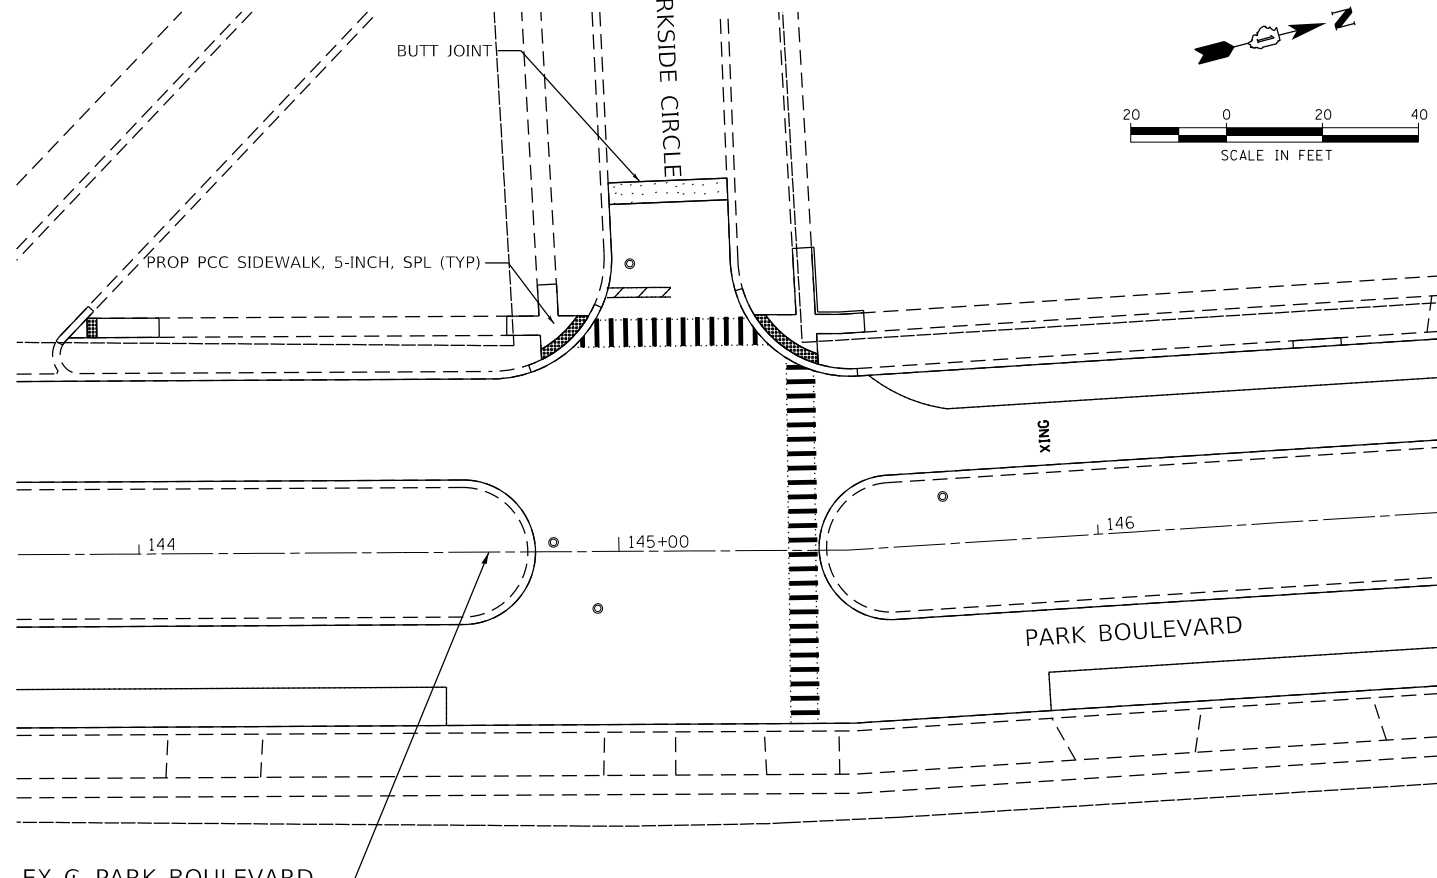 RKSIDE CIRCLE
N
BUTT JOINT
20 0 20 40
SCALE IN FEET
PROP PCC SIDEWALK, 5-INCH, SPL (TYP)
XING
144
145+00
146
PARK BOULEVARD
EX ℄ PARK BOULEVARD